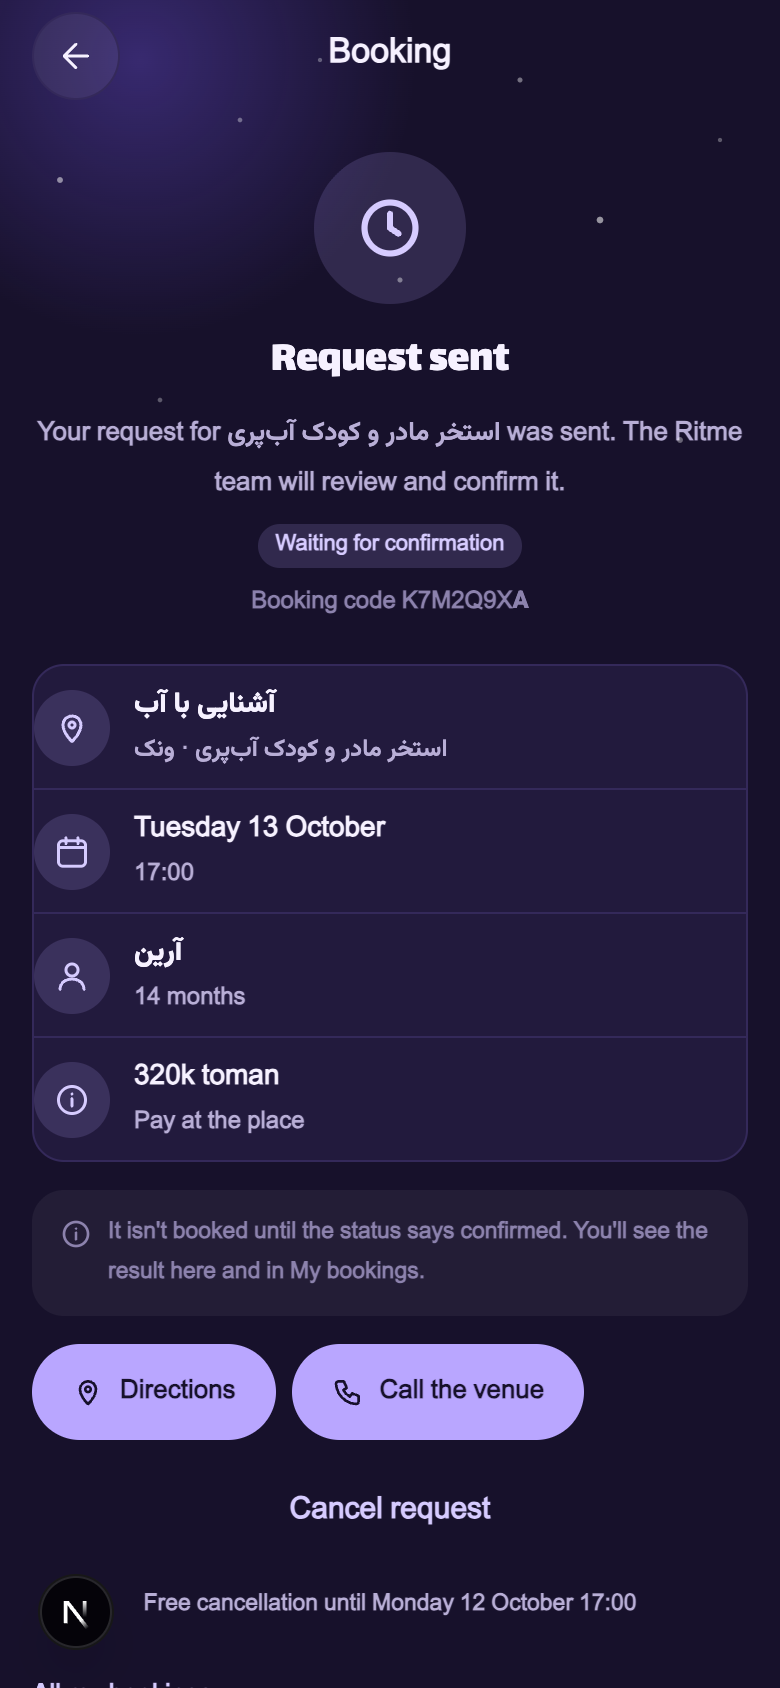 Booking
Request sent
Your request for استخر مادر و کودک آب‌پری was sent. The Ritme
team will review and confirm it.
Waiting for confirmation
Booking code K7M2Q9XA
آشنایی با آب
استخر مادر و کودک آب‌پری · ونک
Tuesday 13 October
17:00
آرین
14 months
320k toman
Pay at the place
It isn't booked until the status says confirmed. You'll see the
result here and in My bookings.
Directions
Call the venue
Cancel request
N
Free cancellation until Monday 12 October 17:00